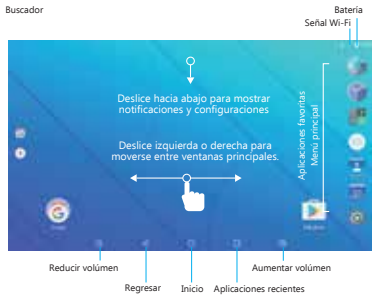 Buscador
Batería
Señal Wi-Fi
Deslice hacia abajo para mostrar
notificaciones y configuraciones
Deslice izquierda o derecha para
moverse entre ventanas principales.
Aplicaciones favoritas
Menú principal
Reducir volúmen
Aumentar volúmen
Regresar
Inicio
Aplicaciones recientes